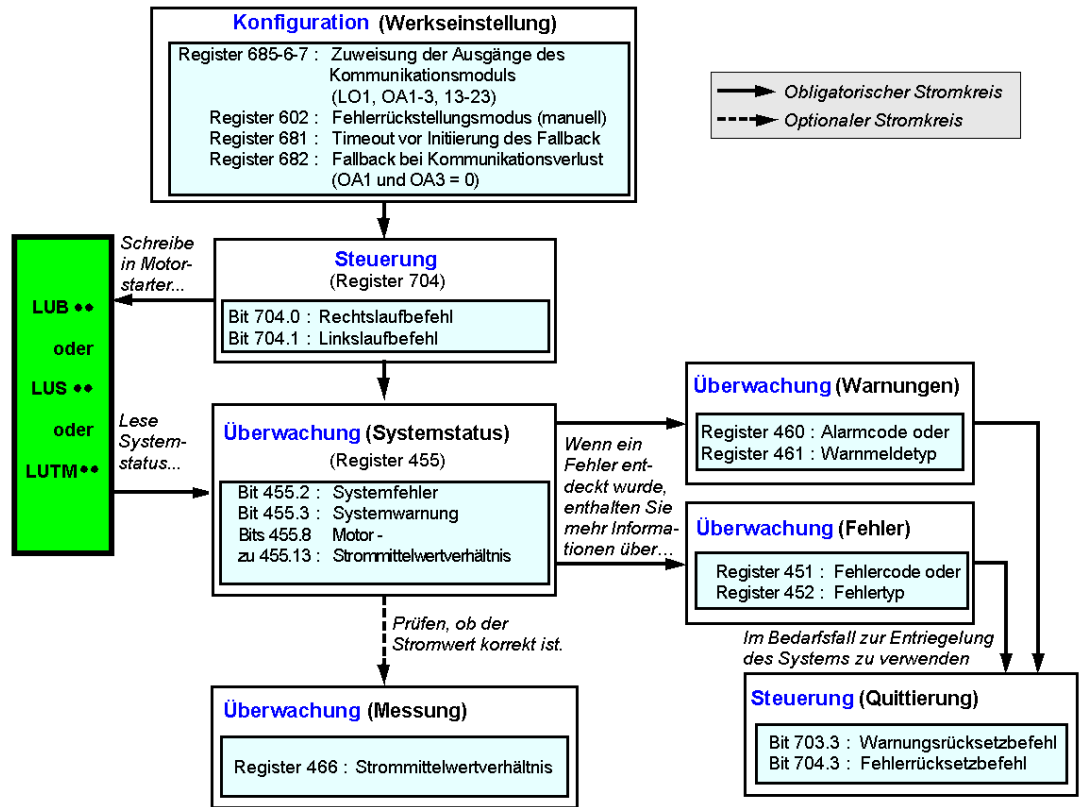 Konfiguration (Werkseinstellung)
Register 685-6-7 : Zuweisung der Ausgänge des
Kommunikationsmoduls
(LO1, OA1-3, 13-23)
Register 602 : Fehlerrückstellungsmodus (manuell)
Register 681 : Timeout vor Initiierung des Fallback
Register 682 : Fallback bei Kommunikationsverlust
(OA1 und OA3 = 0)
Obligatorischer Stromkreis
Optionaler Stromkreis
LUB ••
oder
LUS ••
oder
LUTM••
Schreibe
in Motor-
starter...
Steuerung
(Register 704)
Bit 704.0 : Rechtslaufbefehl
Bit 704.1 : Linkslaufbefehl
Lese
System-
status...
Überwachung (Systemstatus)
(Register 455)
Bit 455.2 : Systemfehler
Bit 455.3 : Systemwarnung
Bits 455.8 Motor -
zu 455.13 : Strommittelwertverhältnis
Wenn ein
Fehler ent-
deckt wurde,
enthalten Sie
mehr Informa-
tionen über...
Überwachung (Warnungen)
Register 460 : Alarmcode oder
Register 461 : Warnmeldetyp
Überwachung (Fehler)
Register 451 : Fehlercode oder
Register 452 : Fehlertyp
Prüfen, ob der
Stromwert korrekt ist.
Im Bedarfsfall zur Entriegelung
des Systems zu verwenden
Überwachung (Messung)
Register 466 : Strommittelwertverhältnis
Steuerung (Quittierung)
Bit 703.3 : Warnungsrücksetzbefehl
Bit 704.3 : Fehlerrücksetzbefehl